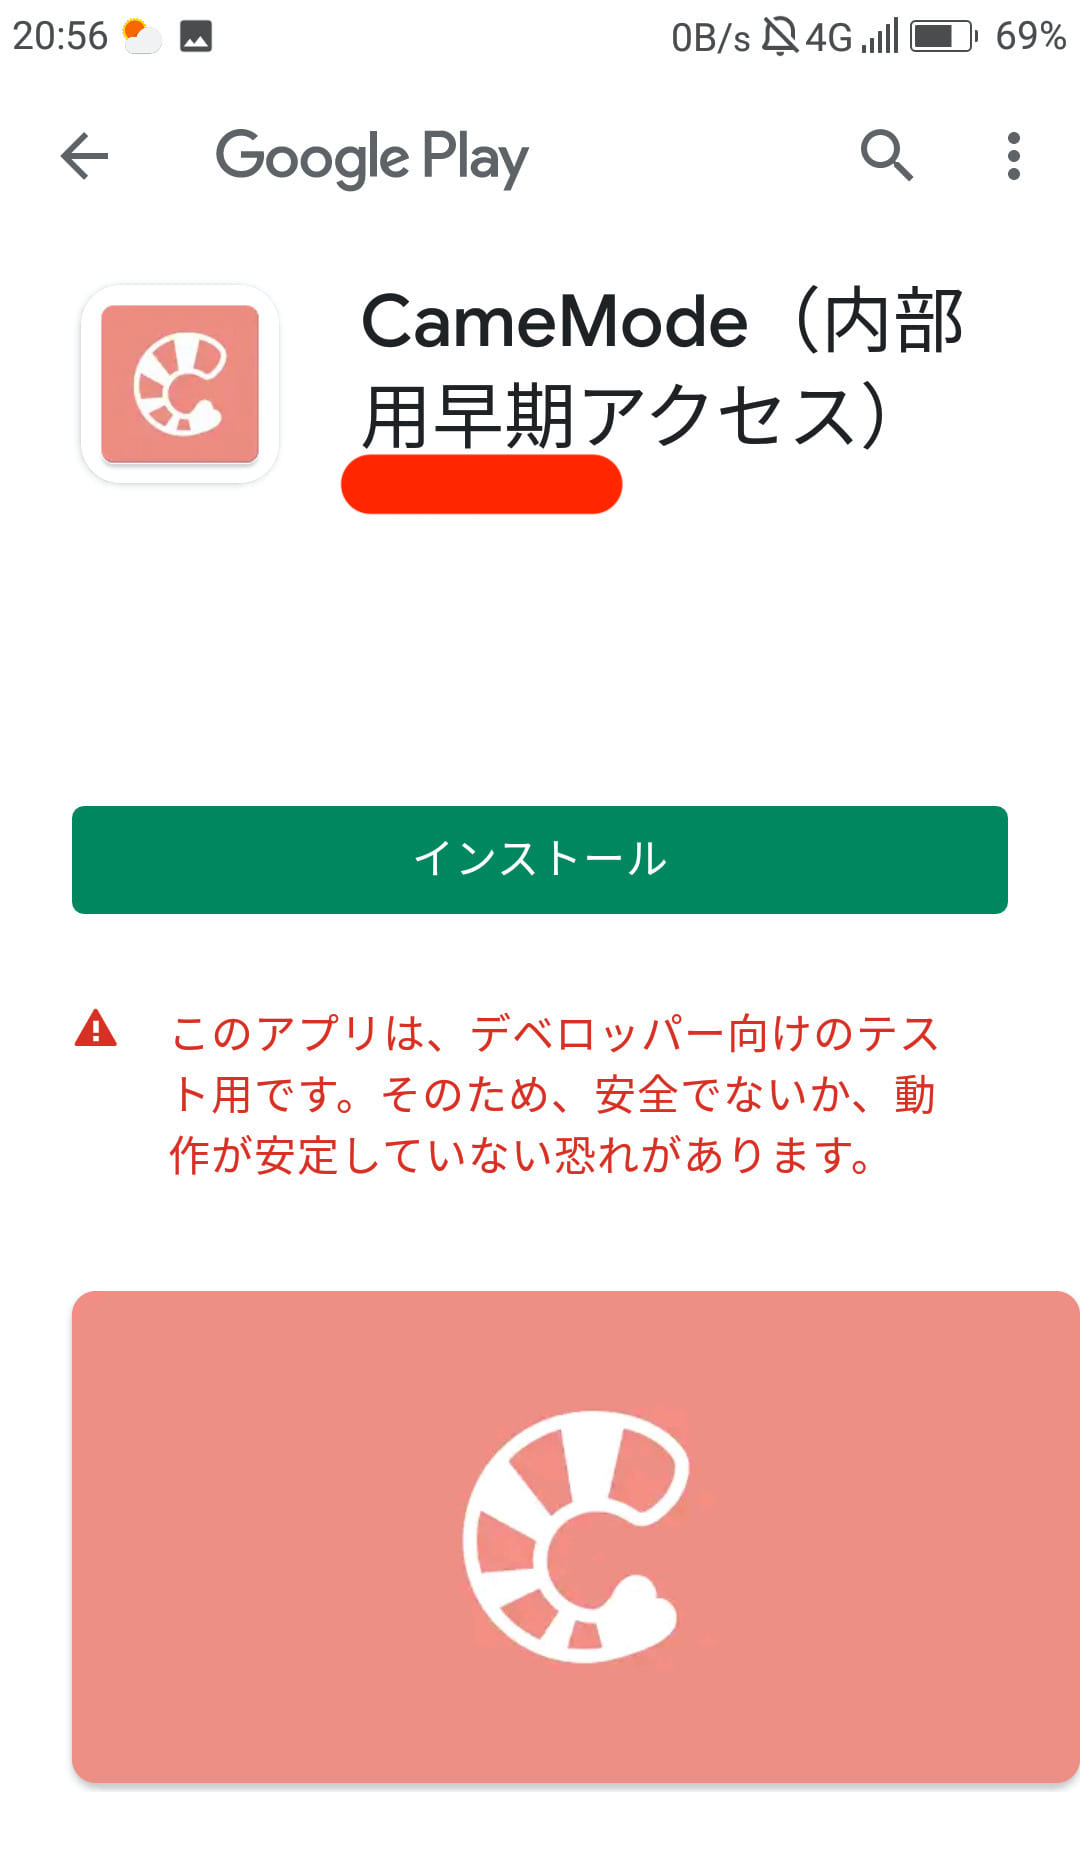 20:56 0B/s 4G 69%
Google Play
CameMode（内部
用早期アクセス）
インストール
このアプリは、デベロッパー向けのテス
ト用です。そのため、安全でないか、動
作が安定していない恐れがあります。